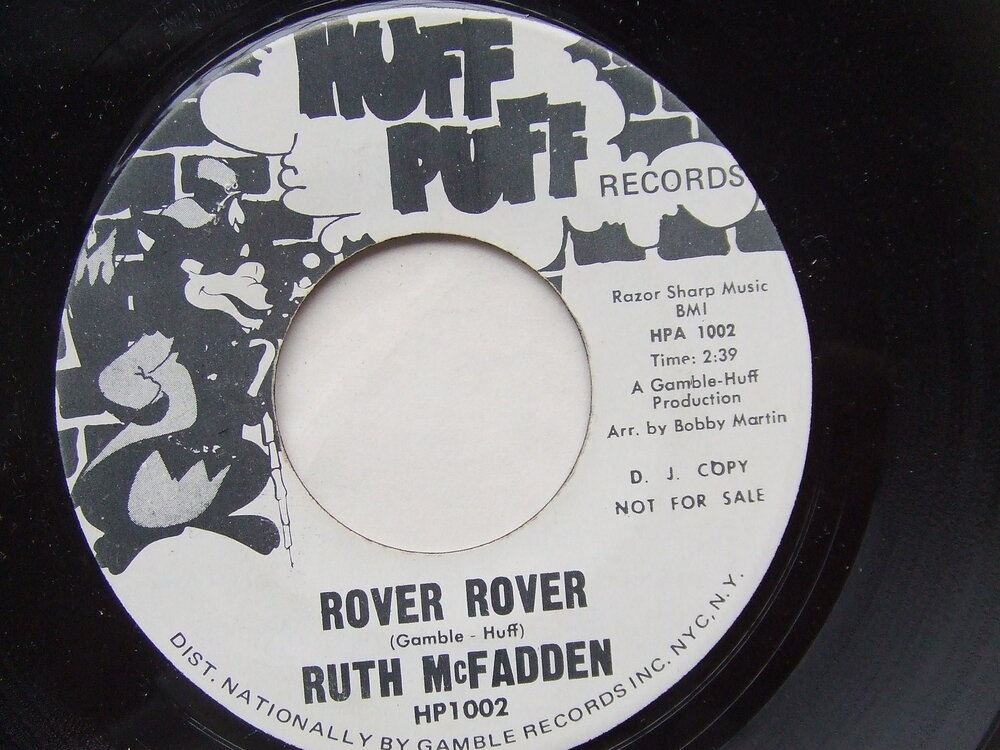 HUFF
PUFF
RECORDS
Razor Sharp Music
BMI
HPA 1002
Time: 2:39
A Gamble-Huff
Production
Arr. by Bobby Martin
D. J. COPY
NOT FOR SALE
ROVER ROVER
(Gamble - Huff)
RUTH McFADDEN
HP1002
DIST. NATIONALLY BY GAMBLE RECORDS INC. NYC, N.Y.